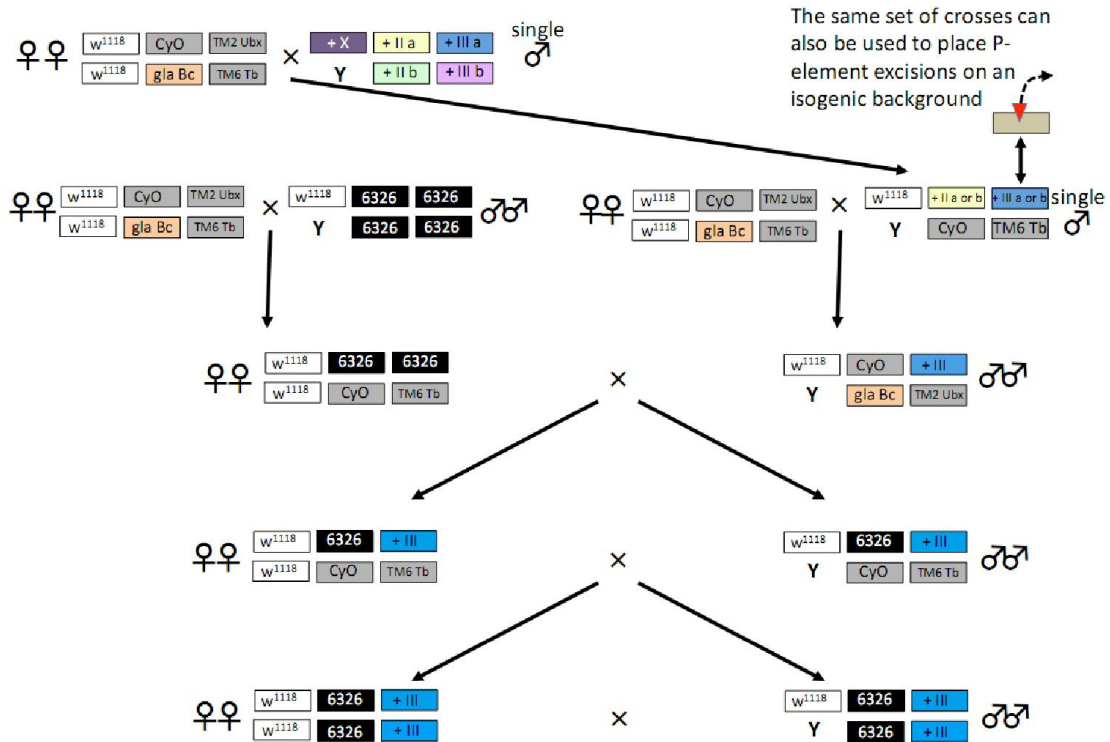 The same set of crosses can
also be used to place P-
element excisions on an
isogenic background
w1118 CyO TM2 Ubx × + X + II a + III a single
w1118 gla Bc TM6 Tb Y + II b + III b
w1118 CyO TM2 Ubx × w1118 6326 6326
w1118 gla Bc TM6 Tb Y 6326 6326
w1118 CyO TM2 Ubx × w1118 + II a or b + III a or b single
w1118 gla Bc TM6 Tb Y CyO TM6 Tb
w1118 6326 6326 × w1118 CyO + III
w1118 CyO TM6 Tb Y gla Bc TM2 Ubx
w1118 6326 + III × w1118 6326 + III
w1118 CyO TM6 Tb Y CyO TM6 Tb
w1118 6326 + III × w1118 6326 + III
w1118 6326 + III Y 6326 + III